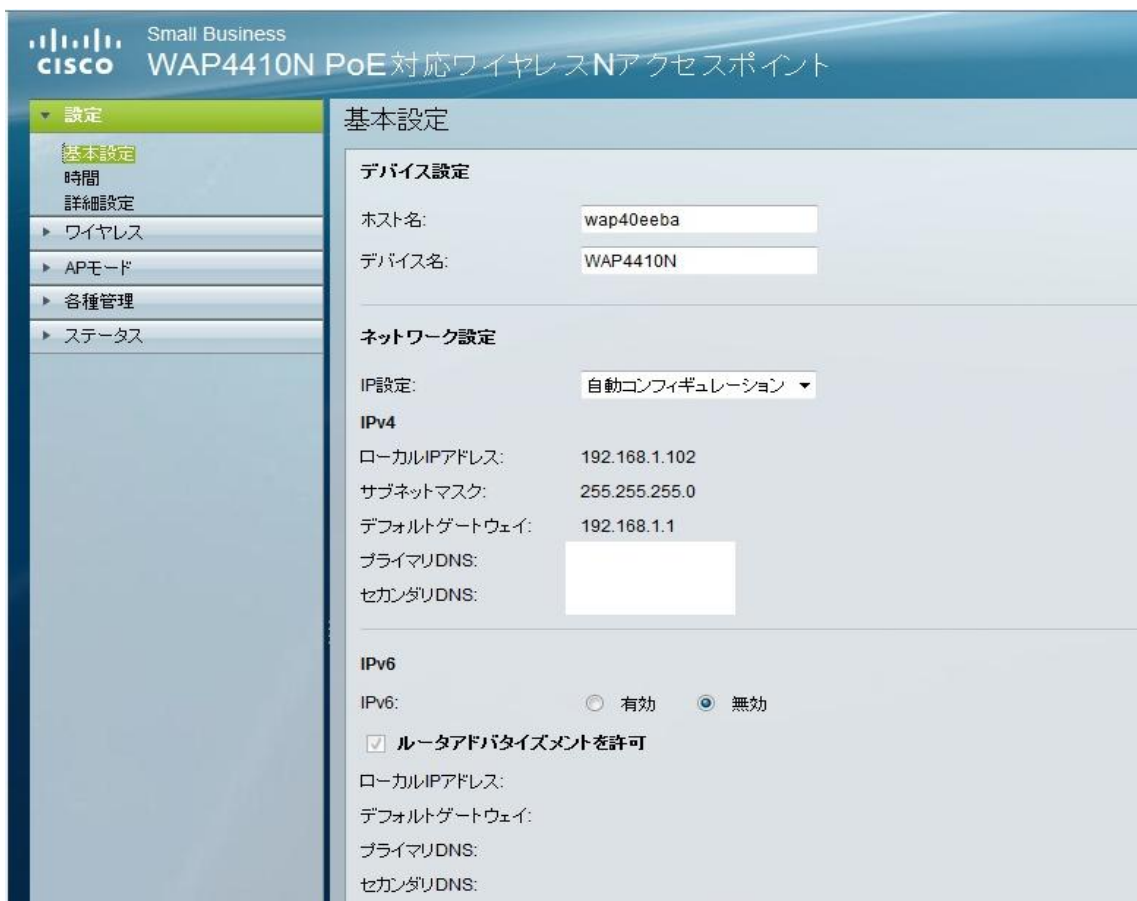 Small Business
CISCO WAP4410N PoE対応ワイヤレスNアクセスポイント
設定
基本設定
時間
詳細設定
ワイヤレス
APモード
各種管理
ステータス
基本設定
デバイス設定
ホスト名: wap40eeba
デバイス名: WAP4410N
ネットワーク設定
IP設定: 自動コンフィギュレーション
IPv4
ローカルIPアドレス: 192.168.1.102
サブネットマスク: 255.255.255.0
デフォルトゲートウェイ: 192.168.1.1
プライマリDNS:
セカンダリDNS:
IPv6
IPv6: 有効 無効
ルータアドバタイズメントを許可
ローカルIPアドレス:
デフォルトゲートウェイ:
プライマリDNS:
セカンダリDNS: